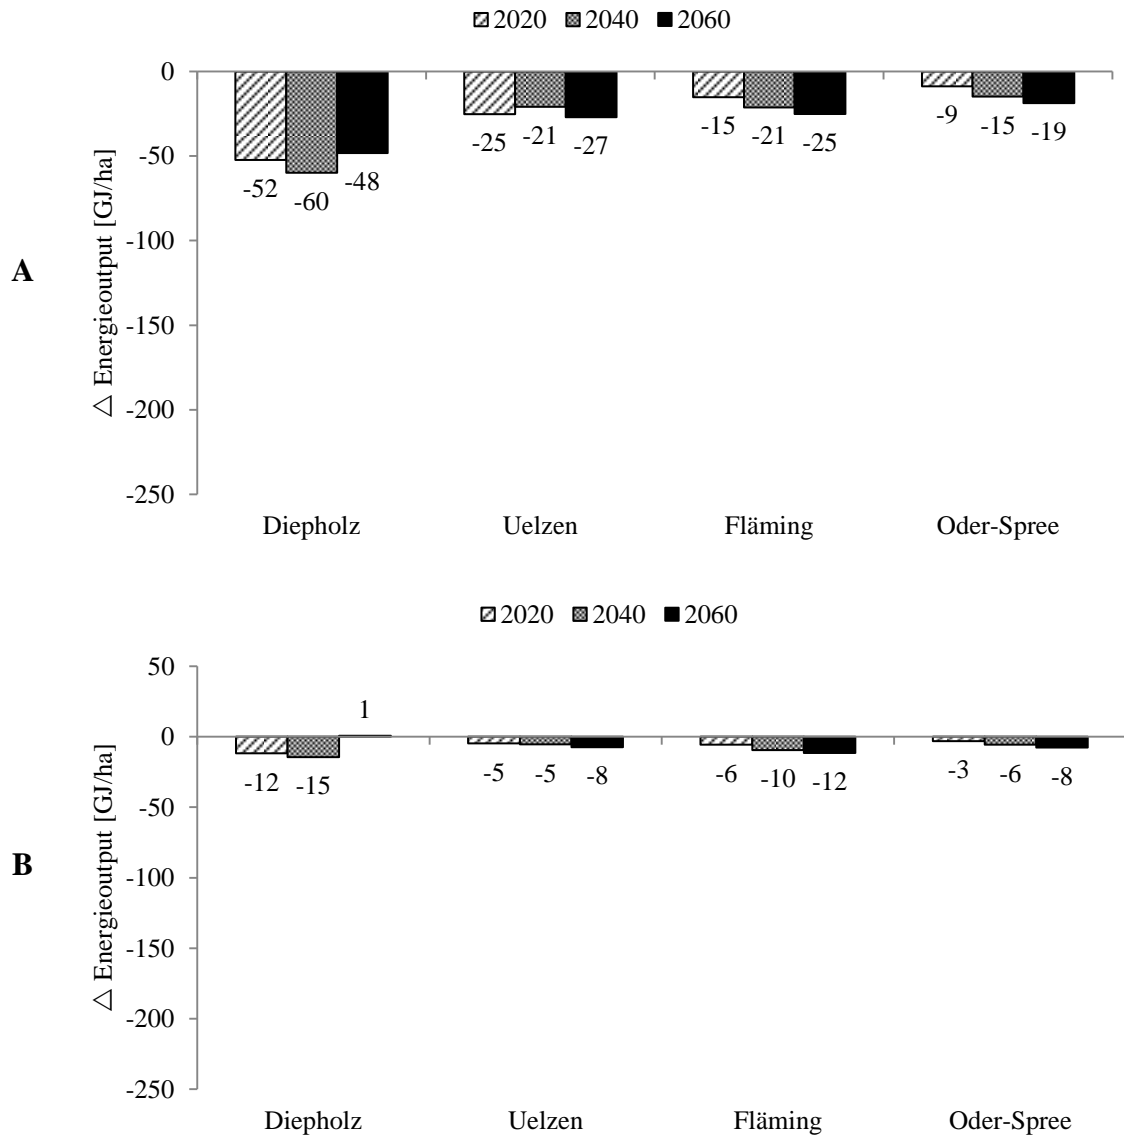 2020 2040 2060
0
-50
-100
-150
-200
-250
△ Energieoutput [GJ/ha]
A
-52 -60 -48 -25 -21 -27 -15 -21 -25 -9 -15 -19
Diepholz Uelzen Fläming Oder-Spree
2020 2040 2060
50
0
-50
-100
-150
-200
-250
△ Energieoutput [GJ/ha]
B
-12 -15 1 -5 -5 -8 -6 -10 -12 -3 -6 -8
Diepholz Uelzen Fläming Oder-Spree